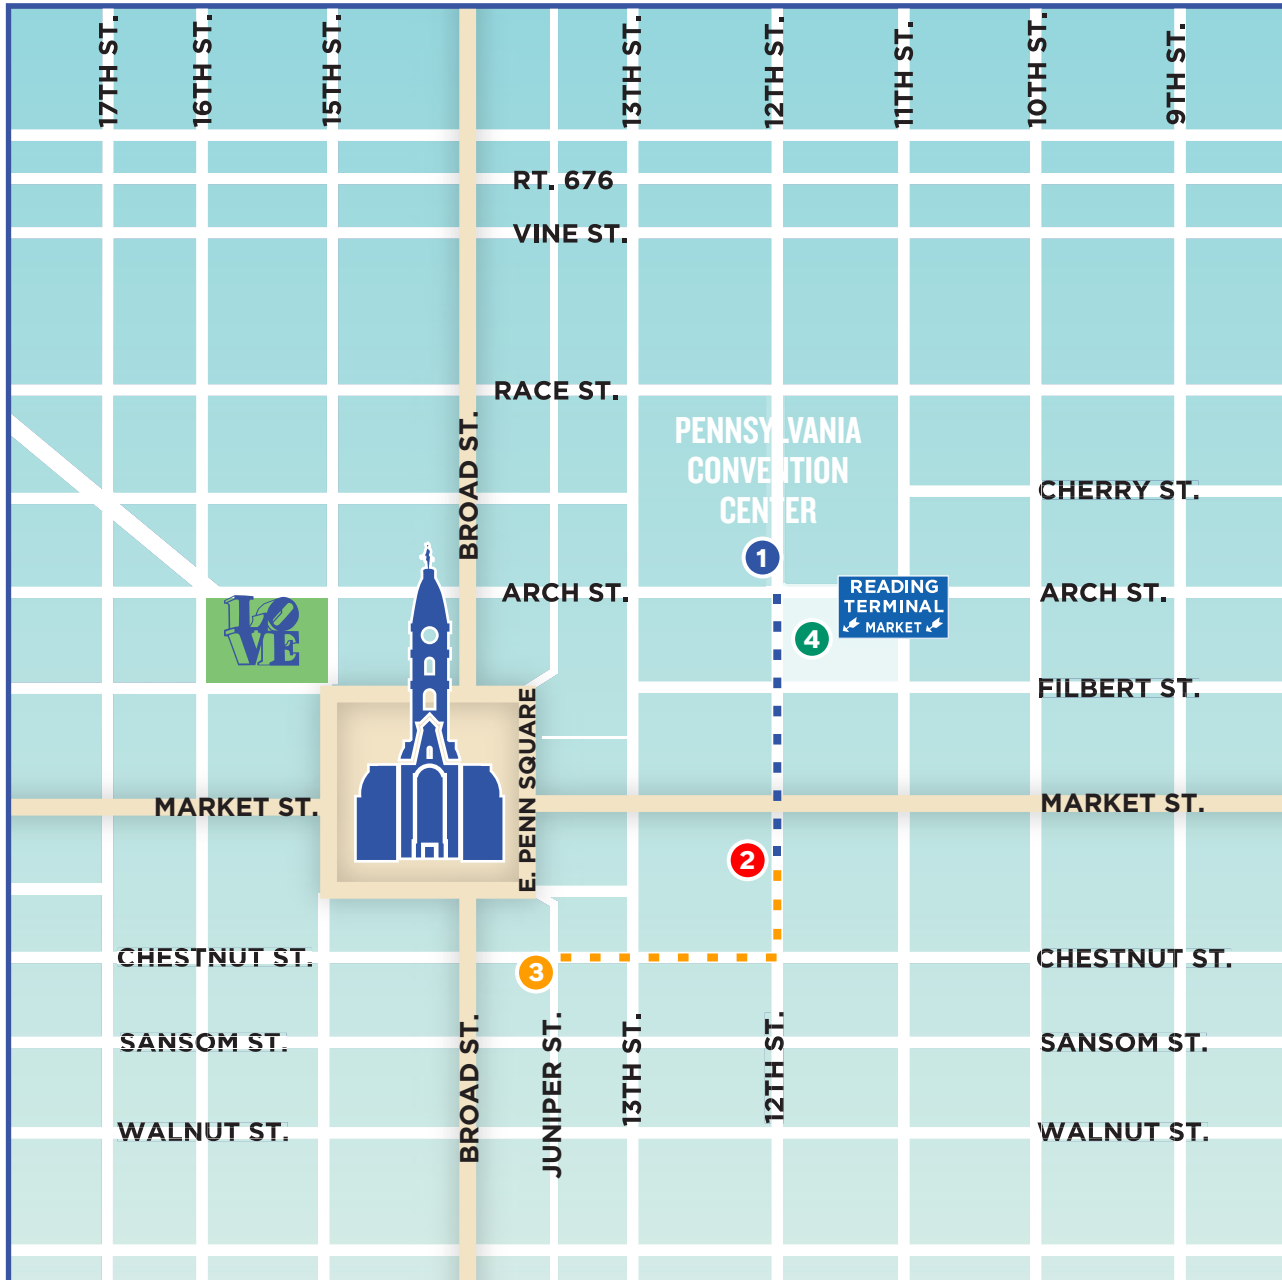 17TH ST.
16TH ST.
15TH ST.
13TH ST.
12TH ST.
11TH ST.
10TH ST.
9TH ST.
RT. 676
VINE ST.
RACE ST.
BROAD ST.
PENNSYLVANIA
CONVENTION
CENTER
CHERRY ST.
1
ARCH ST.
ARCH ST.
READING
TERMINAL
MARKET
4
LO
VE
FILBERT ST.
E. PENN SQUARE
MARKET ST.
MARKET ST.
2
CHESTNUT ST.
3
CHESTNUT ST.
SANSOM ST.
SANSOM ST.
BROAD ST.
JUNIPER ST.
13TH ST.
12TH ST.
WALNUT ST.
WALNUT ST.